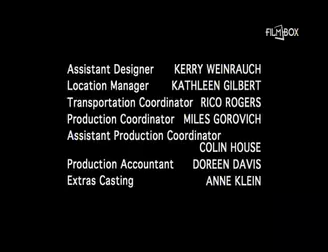 FILMBOX
Assistant Designer KERRY WEINRAUCH
Location Manager KATHLEEN GILBERT
Transportation Coordinator RICO ROGERS
Production Coordinator MILES GOROVICH
Assistant Production Coordinator
COLIN HOUSE
Production Accountant DOREEN DAVIS
Extras Casting ANNE KLEIN